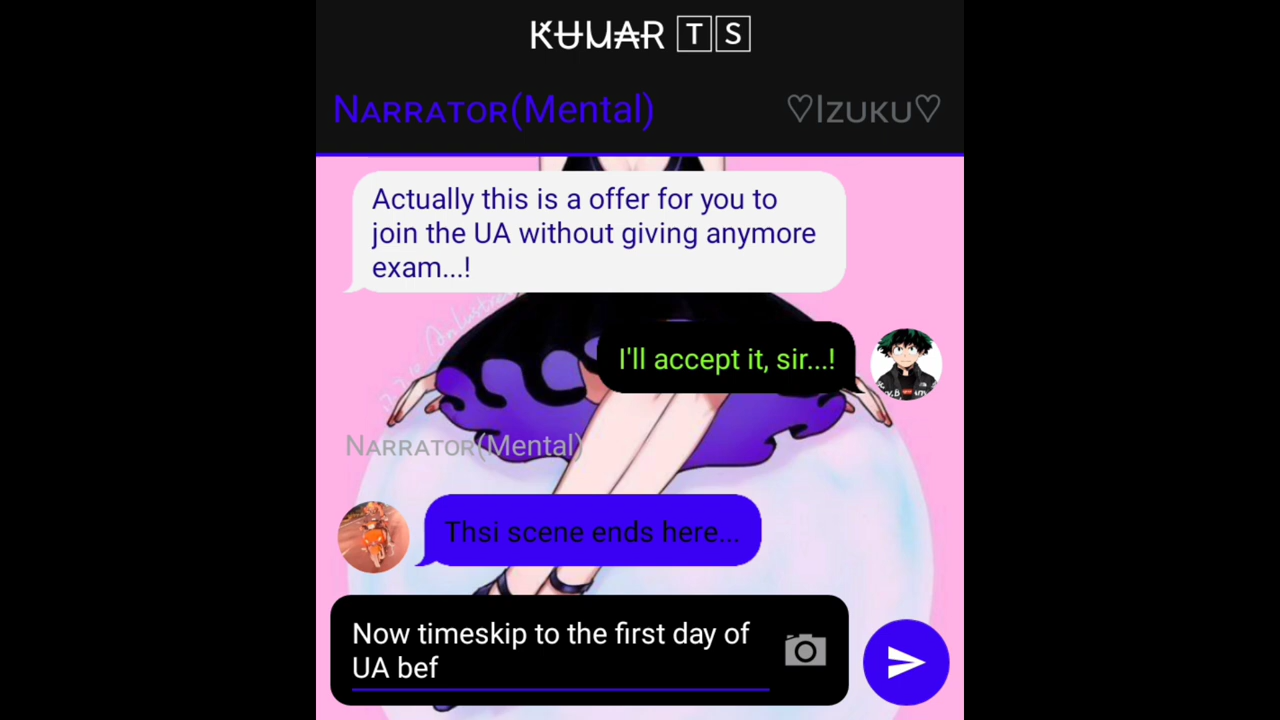 KUUAR TS
Narrator(Mental) ♡Izuku♡
Actually this is a offer for you to
join the UA without giving anymore
exam...!
I'll accept it, sir...!
Narrator(Mental)
Thsi scene ends here...
Now timeskip to the first day of
UA bef